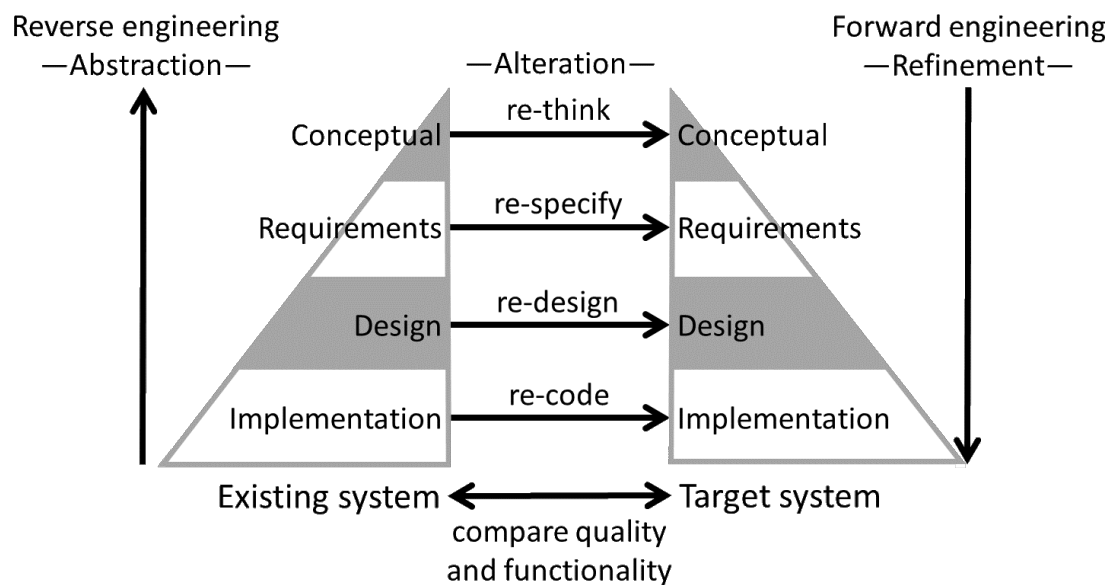 Reverse engineering
—Abstraction—
—Alteration—
Forward engineering
—Refinement—
re-think
Conceptual
Conceptual
re-specify
Requirements
Requirements
re-design
Design
Design
re-code
Implementation
Implementation
Existing system
Target system
compare quality
and functionality